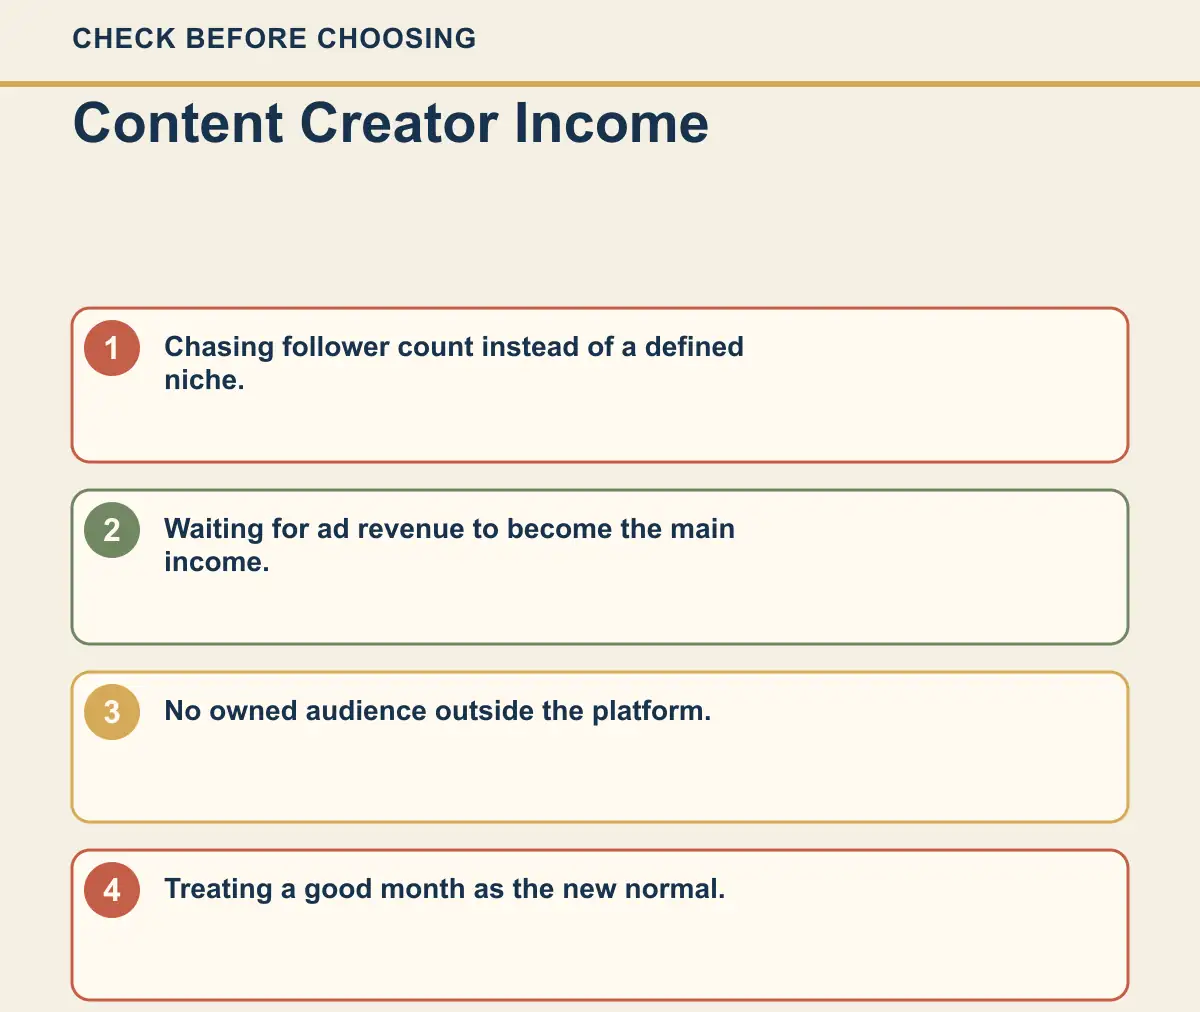 CHECK BEFORE CHOOSING
Content Creator Income
1
Chasing follower count instead of a defined
niche.
2
Waiting for ad revenue to become the main
income.
3
No owned audience outside the platform.
4
Treating a good month as the new normal.